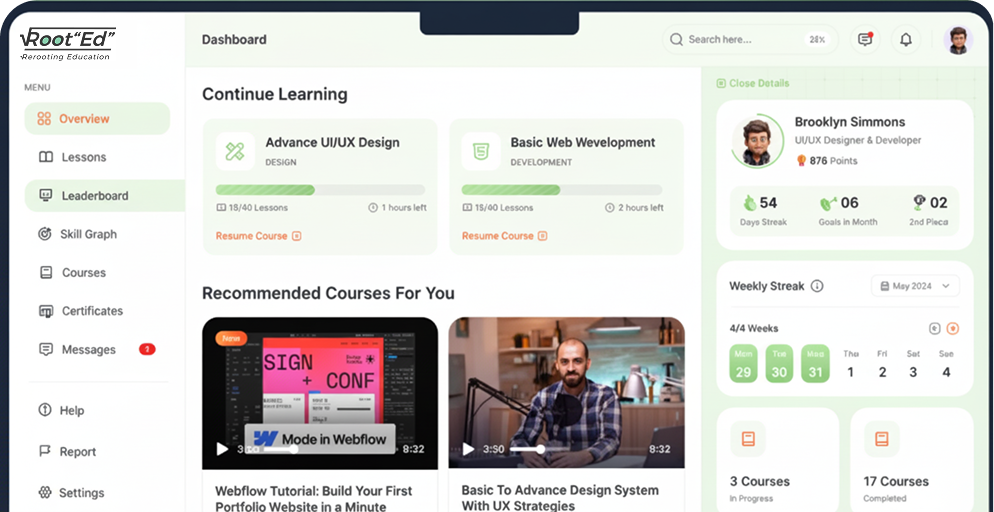 √Root“Ed”
Rerooting Education
Dashboard
Search here...
MENU
Overview
Lessons
Leaderboard
Skill Graph
Courses
Certificates
Messages
1
Help
Report
Settings
Continue Learning
Advance UI/UX Design
DESIGN
15/40 Lessons
1 hours left
Resume Course
Basic Web Wevelopment
DEVELOPMENT
15/40 Lessons
2 hours left
Resume Course
Recommended Courses For You
New
SIGN
+ CONF
Made in Webflow
8:32
Webflow Tutorial: Build Your First
Portfolio Website in a Minute
3:50
8:32
Basic To Advance Design System
With UX Strategies
Close Details
Brooklyn Simmons
UI/UX Designer & Developer
876 Points
54
Days Streak
06
Goals in Month
02
2nd Place
Weekly Streak
May 2024
4/4 Weeks
Mon Tue Wed Thu Fri Sat Sue
29 30 31 1 2 3 4
3 Courses
In Progress
17 Courses
Completed